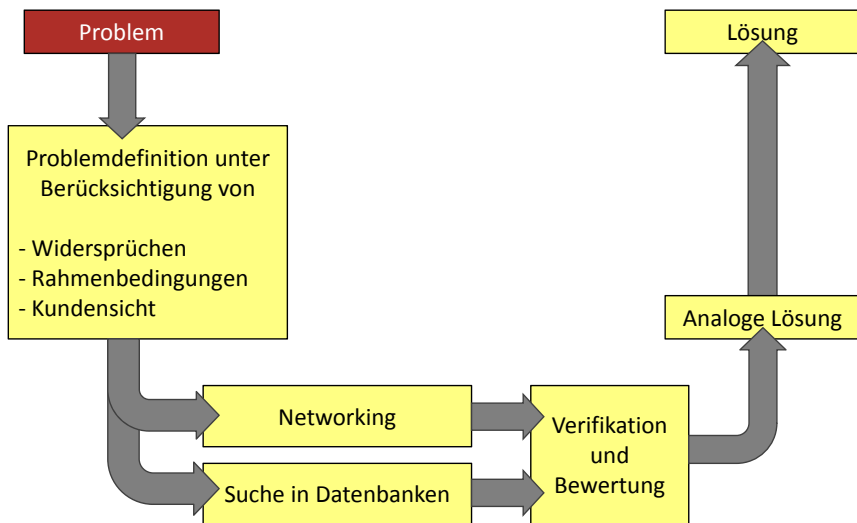 Problem
Lösung
Problemdefinition unter
Berücksichtigung von
- Widersprüchen
- Rahmenbedingungen
- Kundensicht
Analoge Lösung
Networking
Suche in Datenbanken
Verifikation
und
Bewertung